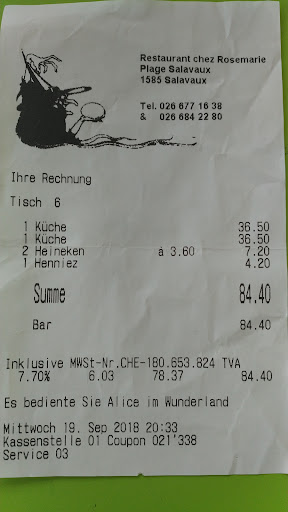 Restaurant chez Rosemarie
Plage Salavaux
1585 Salavaux
Tel. 026 677 16 38
& 026 684 22 80
Ihre Rechnung
Tisch 6
1 Küche 36.50
1 Küche 36.50
2 Heineken à 3.60 7.20
1 Henniez 4.20
Summe 84.40
Bar 84.40
Inklusive MWSt-Nr.CHE-180.653.824 TVA
7.70% 6.03 78.37 84.40
Es bediente Sie Alice im Wunderland
Mittwoch 19. Sep 2018 20:33
Kassenstelle 01 Coupon 021'338
Service 03